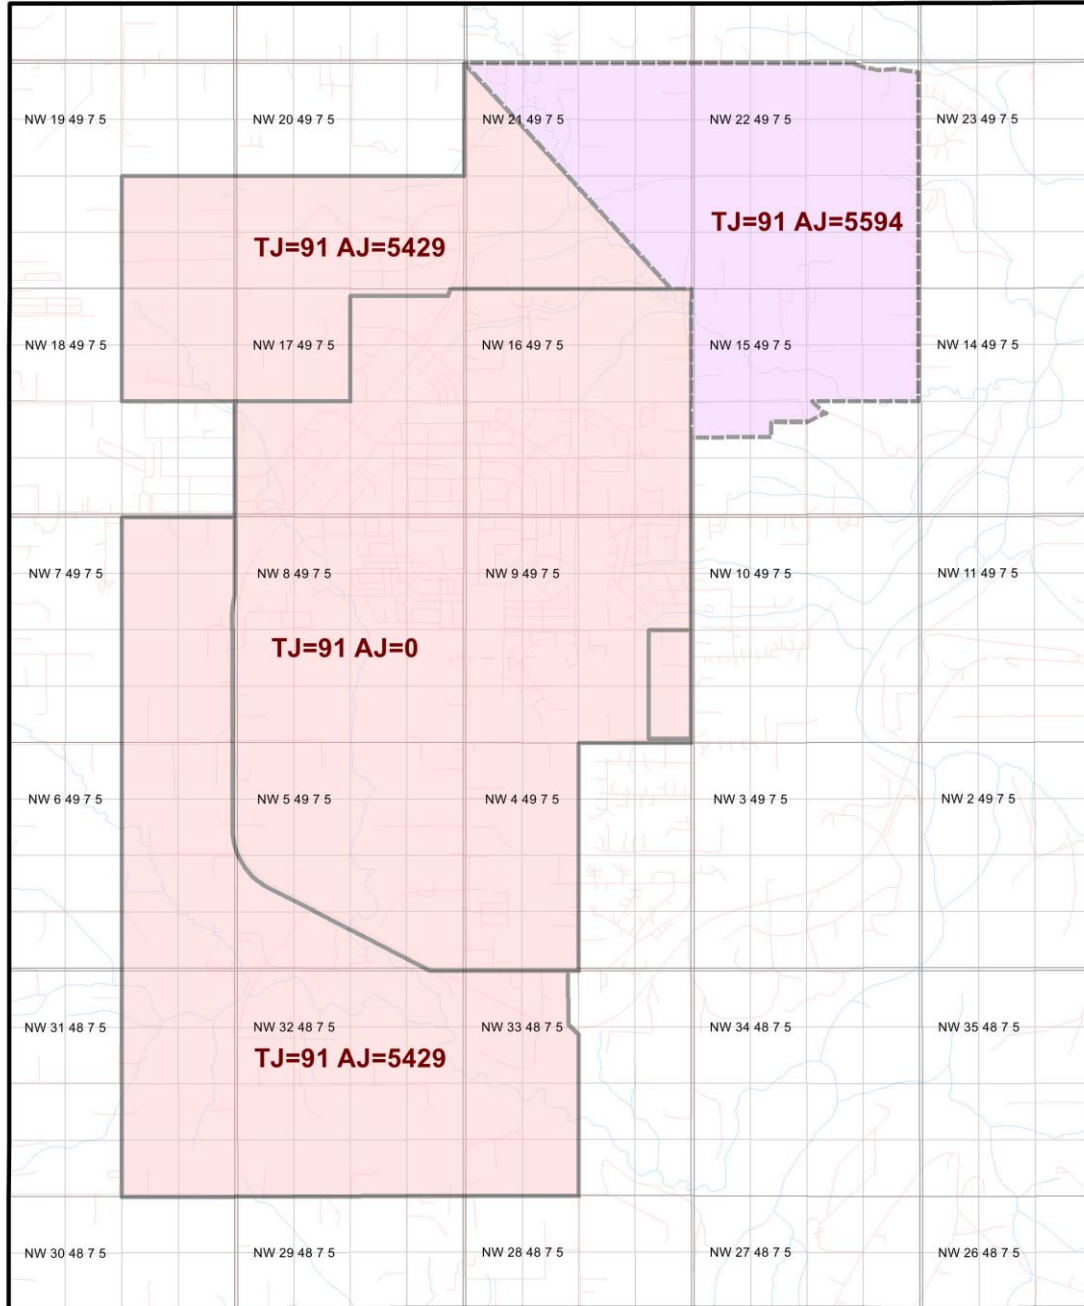 NW 19 49 7 5
NW 20 49 7 5
NW 21 49 7 5
NW 22 49 7 5
NW 23 49 7 5
TJ=91 AJ=5594
TJ=91 AJ=5429
NW 18 49 7 5
NW 17 49 7 5
NW 16 49 7 5
NW 15 49 7 5
NW 14 49 7 5
NW 7 49 7 5
NW 8 49 7 5
NW 9 49 7 5
NW 10 49 7 5
NW 11 49 7 5
TJ=91 AJ=0
NW 6 49 7 5
NW 5 49 7 5
NW 4 49 7 5
NW 3 49 7 5
NW 2 49 7 5
NW 31 48 7 5
NW 32 48 7 5
NW 33 48 7 5
NW 34 48 7 5
NW 35 48 7 5
TJ=91 AJ=5429
NW 30 48 7 5
NW 29 48 7 5
NW 28 48 7 5
NW 27 48 7 5
NW 26 48 7 5